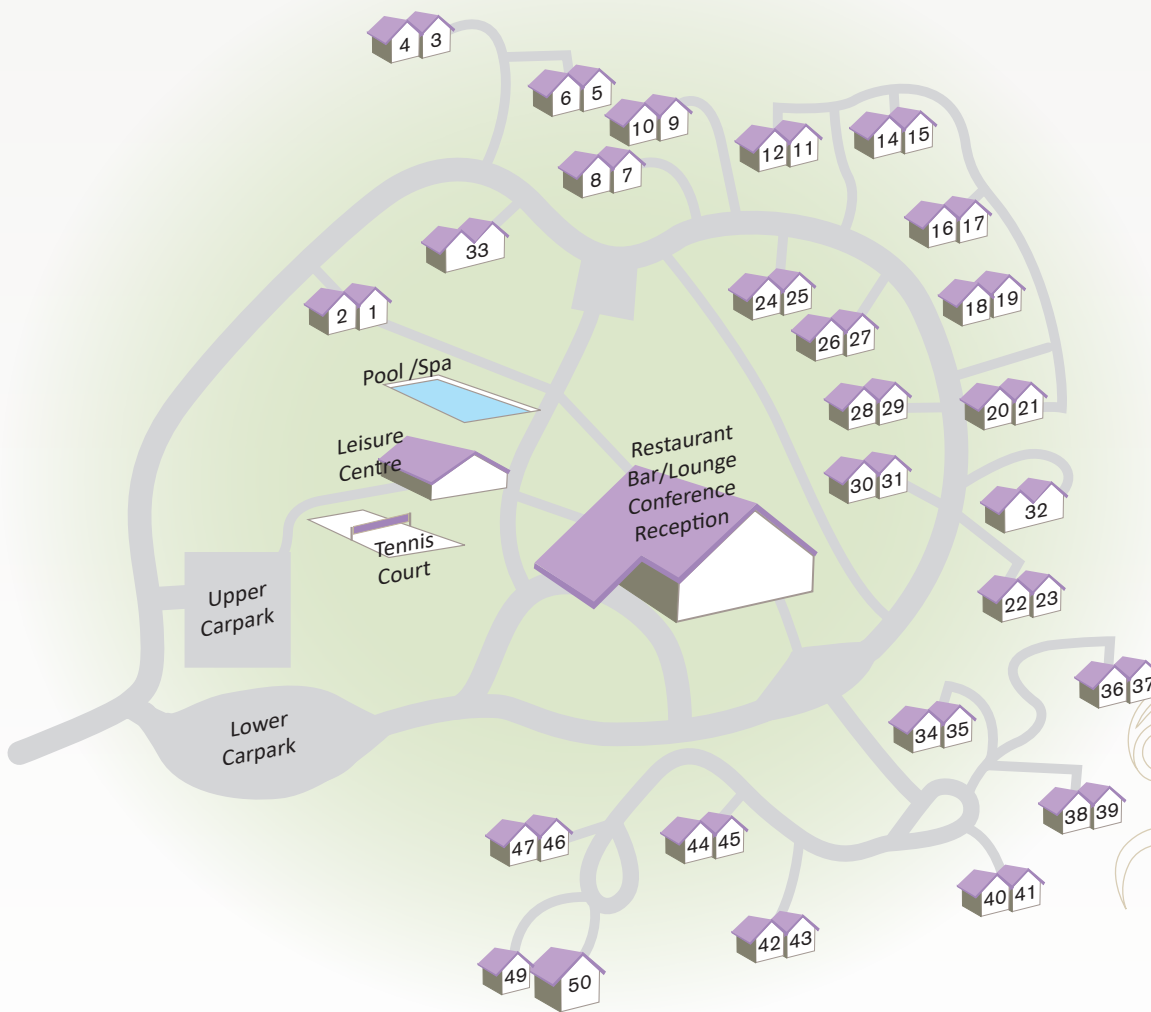 4 3
6 5
10 9
12 11
14 15
8 7
16 17
33
24 25
18 19
2 1
26 27
Pool /Spa
28 29
20 21
Leisure
Centre
Restaurant
Bar/Lounge
Conference
Reception
30 31
32
Tennis
Court
Upper
Carpark
22 23
36 37
Lower
Carpark
34 35
38 39
47 46
44 45
40 41
42 43
49
50